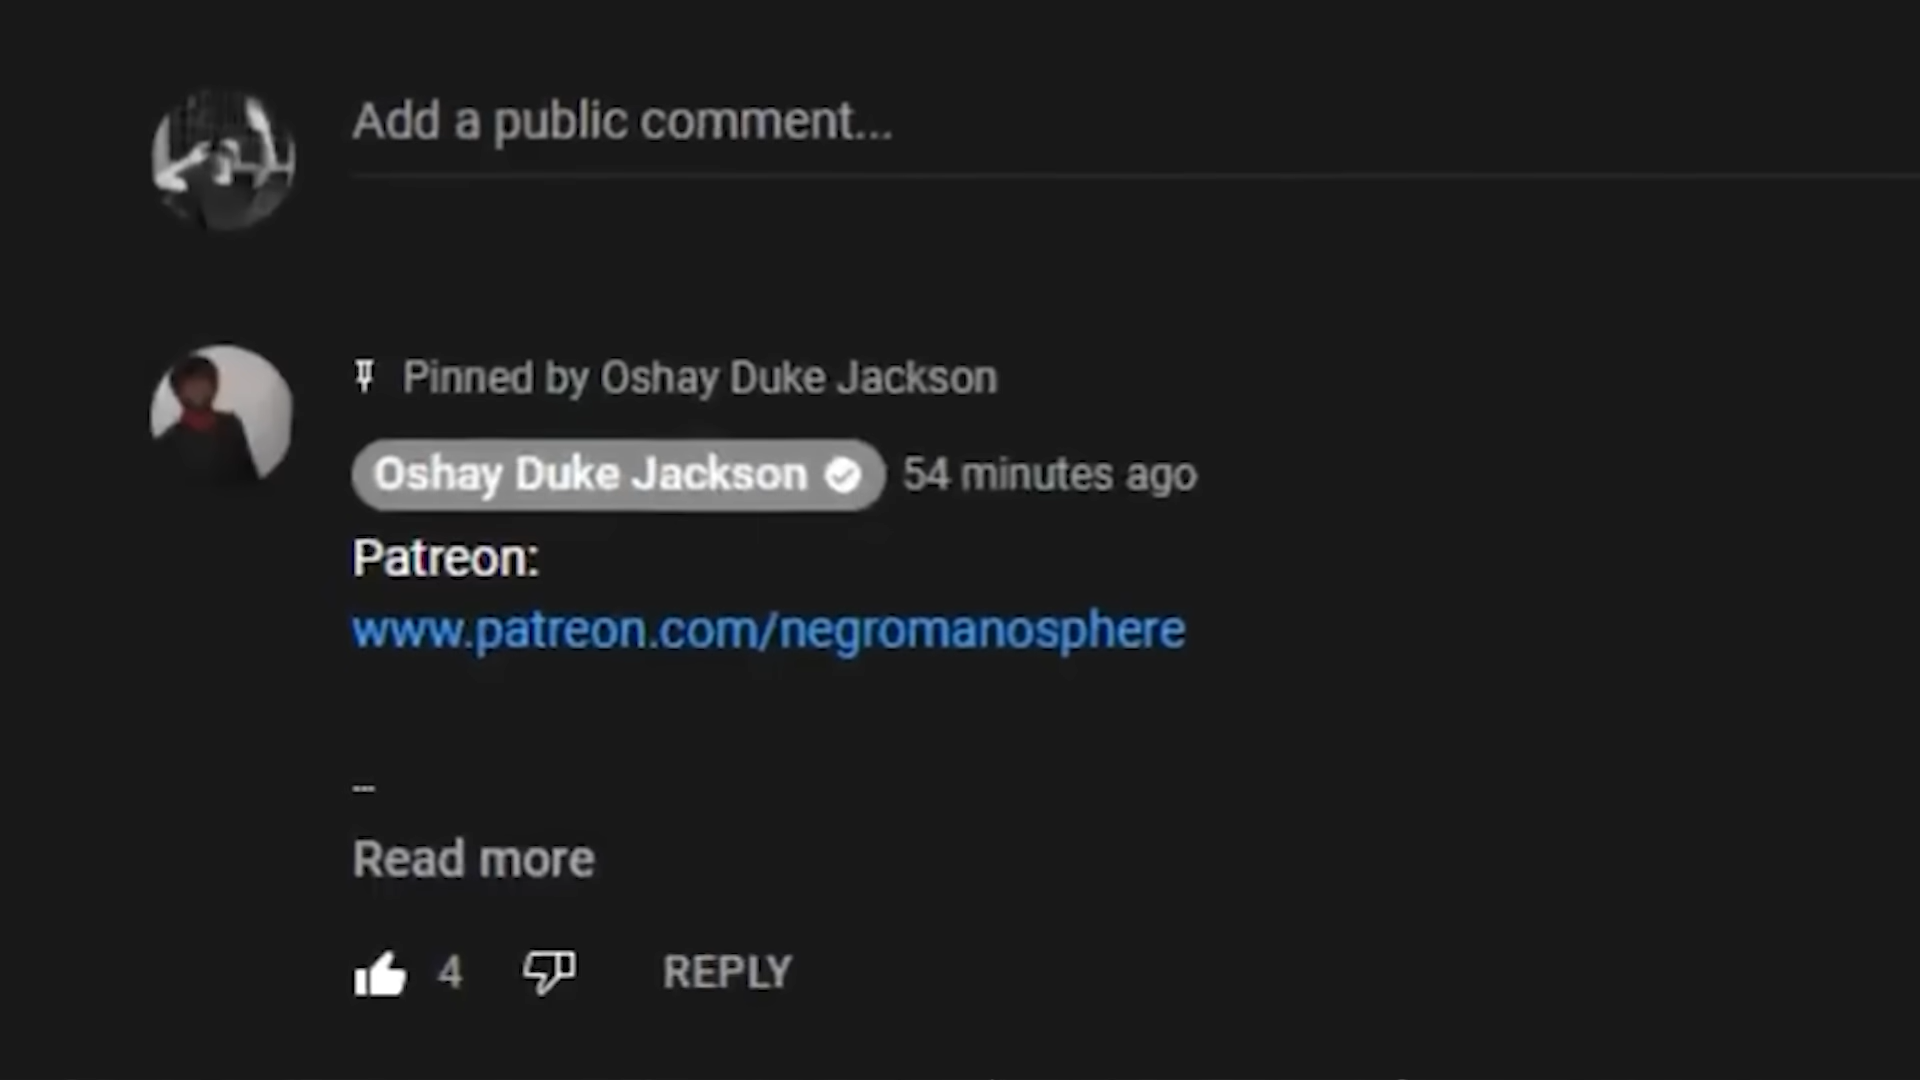 Add a public comment...
Pinned by Oshay Duke Jackson
Oshay Duke Jackson 54 minutes ago
Patreon:
www.patreon.com/negromanosphere
--
Read more
4 REPLY